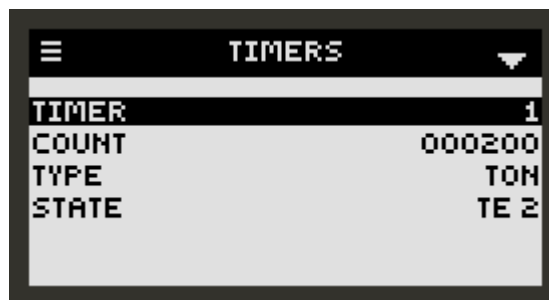 TIMERS
TIMER 1
COUNT 000200
TYPE TON
STATE TE 2